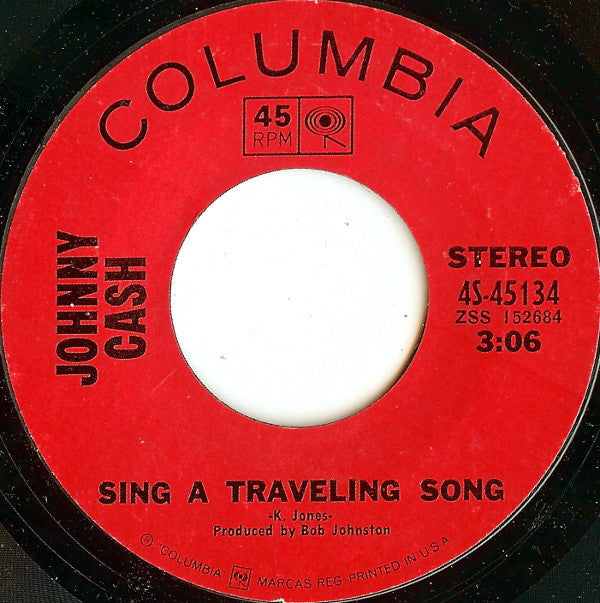 COLUMBIA
45
RPM
JOHNNY
CASH
STEREO
4S-45134
ZSS 152684
3:06
SING A TRAVELING SONG
-K. Jones-
Produced by Bob Johnston
℗ "COLUMBIA" MARCAS REG. PRINTED IN U.S.A.